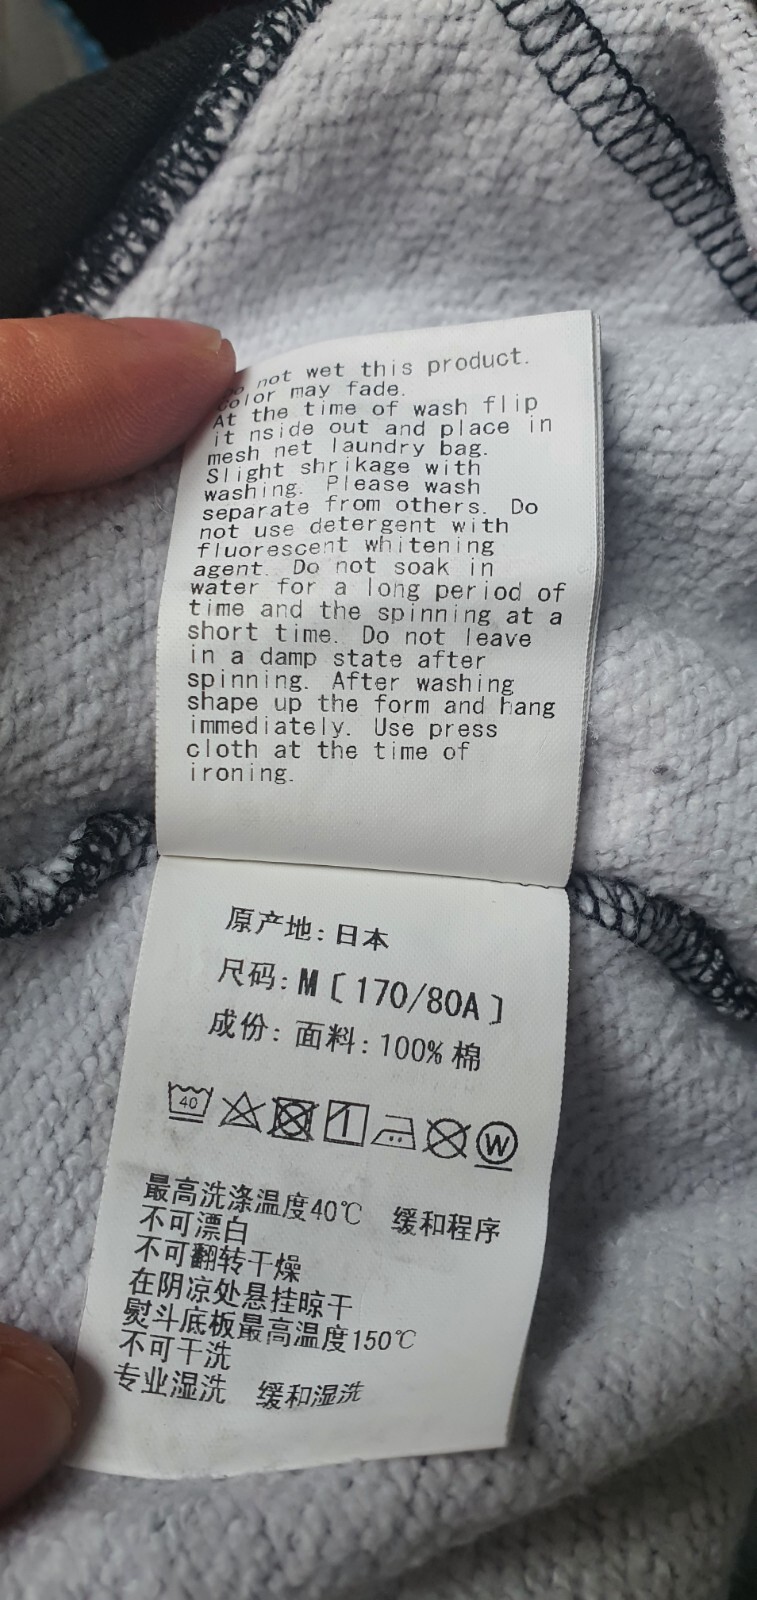 Do not wet this product.
Color may fade.
At the time of wash flip
it nside out and place in
mesh net laundry bag.
Slight shrikage with
washing. Please wash
separate from others. Do
not use detergent with
fluorescent whitening
agent. Do not soak in
water for a long period of
time and the spinning at a
short time. Do not leave
in a damp state after
spinning. After washing
shape up the form and hang
immediately. Use press
cloth at the time of
ironing.
原产地: 日本
尺码: M [170/80A]
成份: 面料: 100% 棉
40 W
最高洗涤温度40℃ 缓和程序
不可漂白
不可翻转干燥
在阴凉处悬挂晾干
熨斗底板最高温度150℃
不可干洗
专业湿洗 缓和湿洗